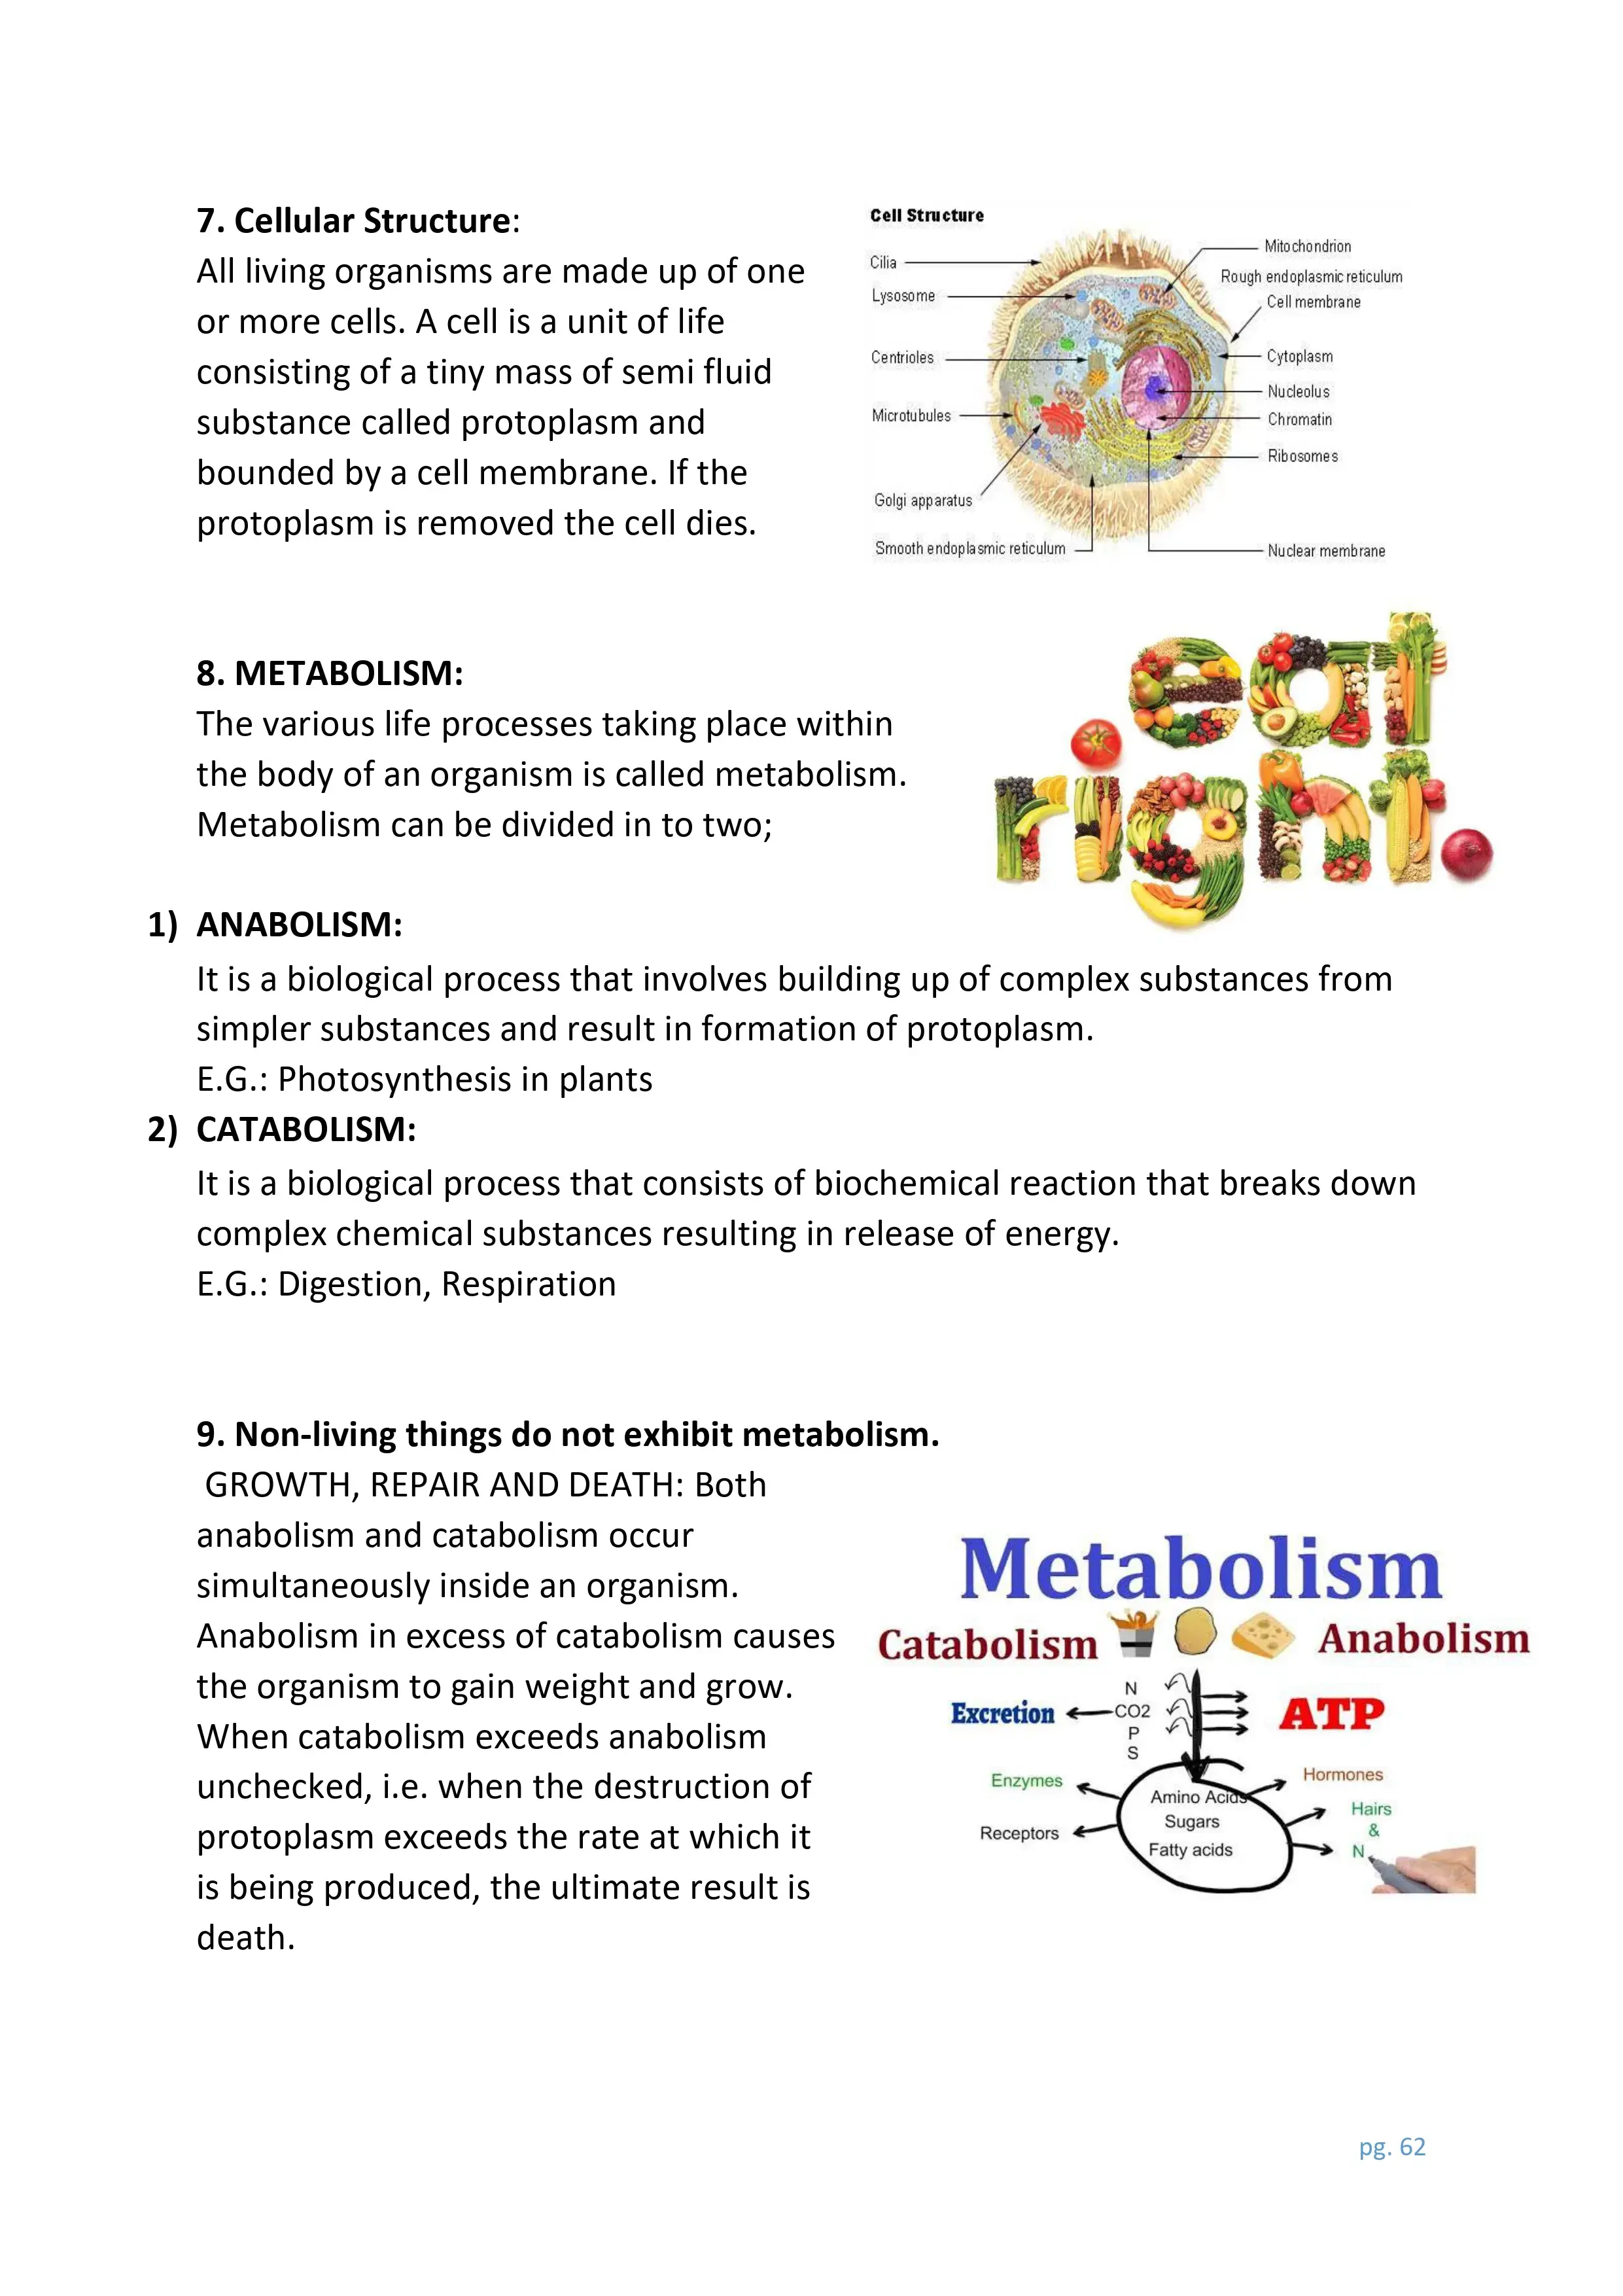 7. Cellular Structure:
All living organisms are made up of one
or more cells. A cell is a unit of life
consisting of a tiny mass of semi fluid
substance called protoplasm and
bounded by a cell membrane. If the
protoplasm is removed the cell dies.
Cell Structure
Cilia
Lysosome
Centrioles
Microtubules
Golgi apparatus
Smooth endoplasmic reticulum
Mitochondrion
Rough endoplasmic reticulum
Cell membrane
Cytoplasm
Nucleolus
Chromatin
Ribosomes
Nuclear membrane
8. METABOLISM:
The various life processes taking place within
the body of an organism is called metabolism.
Metabolism can be divided in to two;
eat
right.
1) ANABOLISM:
It is a biological process that involves building up of complex substances from
simpler substances and result in formation of protoplasm.
E.G.: Photosynthesis in plants
2) CATABOLISM:
It is a biological process that consists of biochemical reaction that breaks down
complex chemical substances resulting in release of energy.
E.G.: Digestion, Respiration
9. Non-living things do not exhibit metabolism.
GROWTH, REPAIR AND DEATH: Both
anabolism and catabolism occur
simultaneously inside an organism.
Anabolism in excess of catabolism causes
the organism to gain weight and grow.
When catabolism exceeds anabolism
unchecked, i.e. when the destruction of
protoplasm exceeds the rate at which it
is being produced, the ultimate result is
death.
Metabolism
Catabolism Anabolism
N
Excretion CO2 ATP
P
S
Enzymes
Receptors
Amino Acids
Sugars
Fatty acids
Hormones
Hairs
&
N
pg. 62